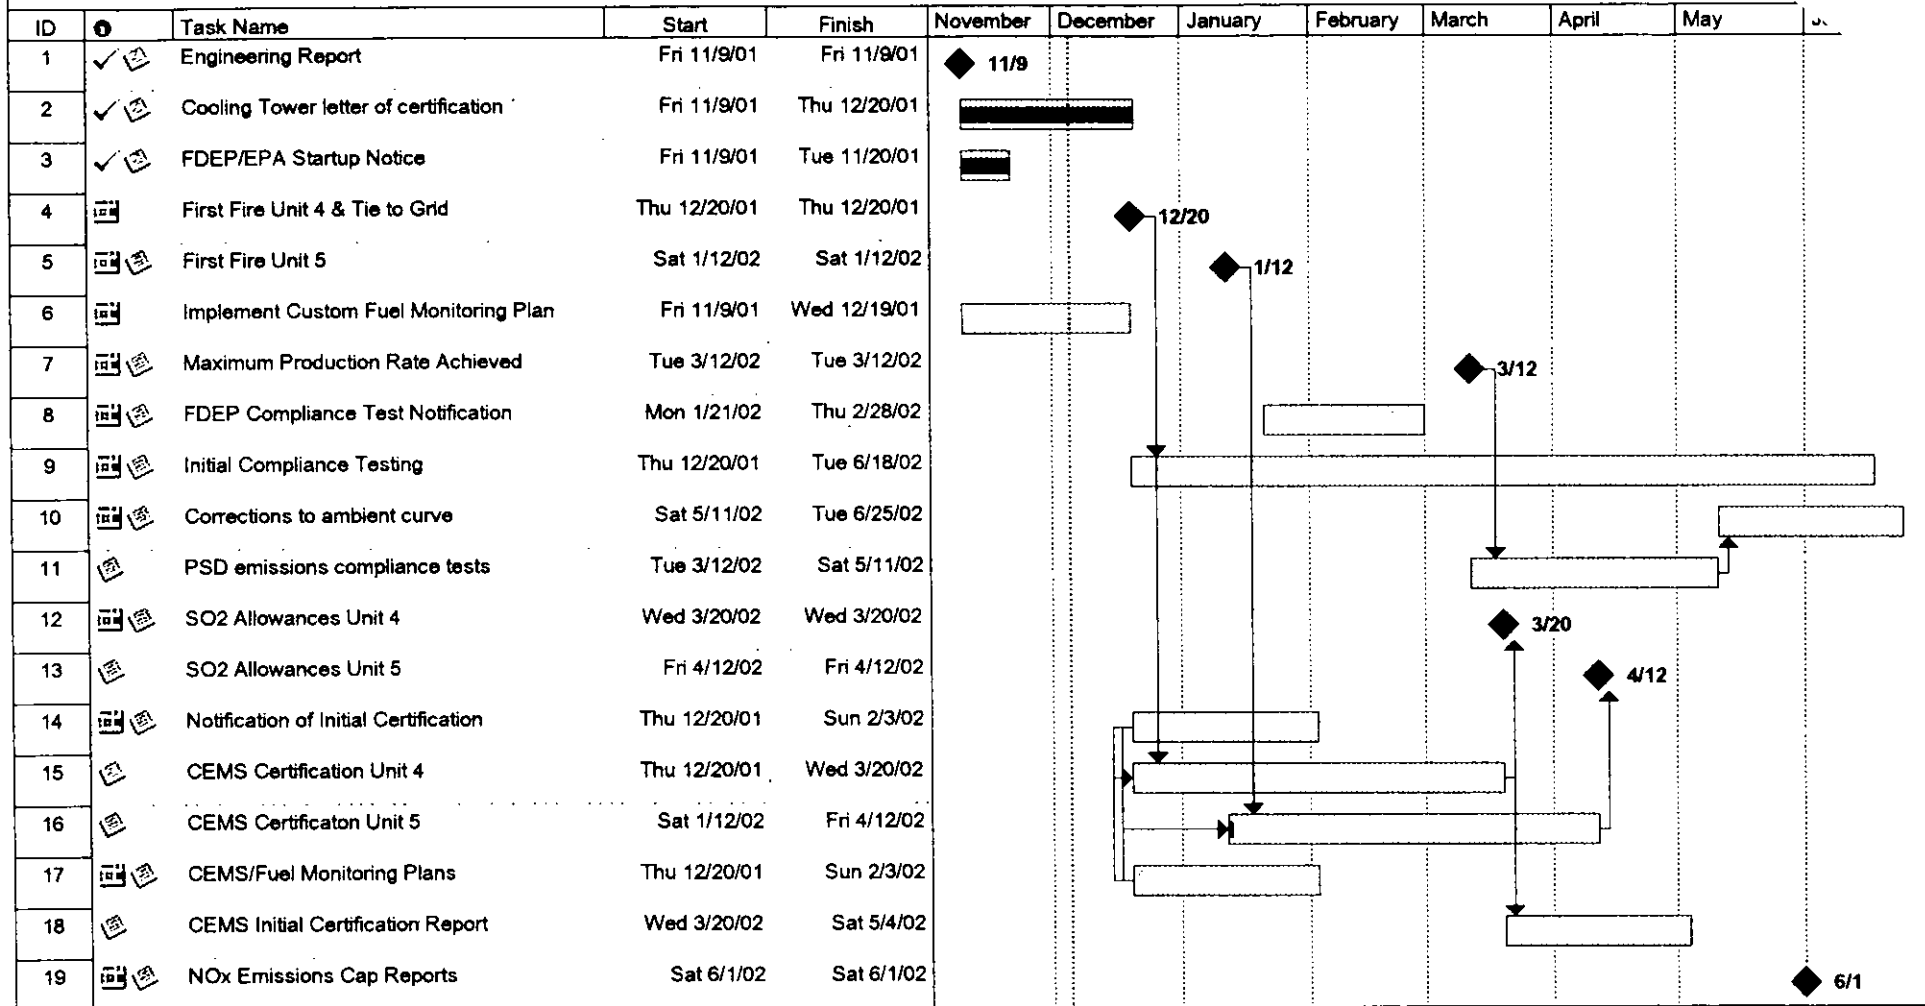 ID Task Name Start Finish November December January February March April May
1 Engineering Report Fri 11/9/01 Fri 11/9/01 11/9
2 Cooling Tower letter of certification Fri 11/9/01 Thu 12/20/01
3 FDEP/EPA Startup Notice Fri 11/9/01 Tue 11/20/01
4 First Fire Unit 4 & Tie to Grid Thu 12/20/01 Thu 12/20/01 12/20
5 First Fire Unit 5 Sat 1/12/02 Sat 1/12/02 1/12
6 Implement Custom Fuel Monitoring Plan Fri 11/9/01 Wed 12/19/01
7 Maximum Production Rate Achieved Tue 3/12/02 Tue 3/12/02 3/12
8 FDEP Compliance Test Notification Mon 1/21/02 Thu 2/28/02
9 Initial Compliance Testing Thu 12/20/01 Tue 6/18/02
10 Corrections to ambient curve Sat 5/11/02 Tue 6/25/02
11 PSD emissions compliance tests Tue 3/12/02 Sat 5/11/02
12 SO2 Allowances Unit 4 Wed 3/20/02 Wed 3/20/02 3/20
13 SO2 Allowances Unit 5 Fri 4/12/02 Fri 4/12/02 4/12
14 Notification of Initial Certification Thu 12/20/01 Sun 2/3/02
15 CEMS Certification Unit 4 Thu 12/20/01 Wed 3/20/02
16 CEMS Certificaton Unit 5 Sat 1/12/02 Fri 4/12/02
17 CEMS/Fuel Monitoring Plans Thu 12/20/01 Sun 2/3/02
18 CEMS Initial Certification Report Wed 3/20/02 Sat 5/4/02
19 NOx Emissions Cap Reports Sat 6/1/02 Sat 6/1/02 6/1